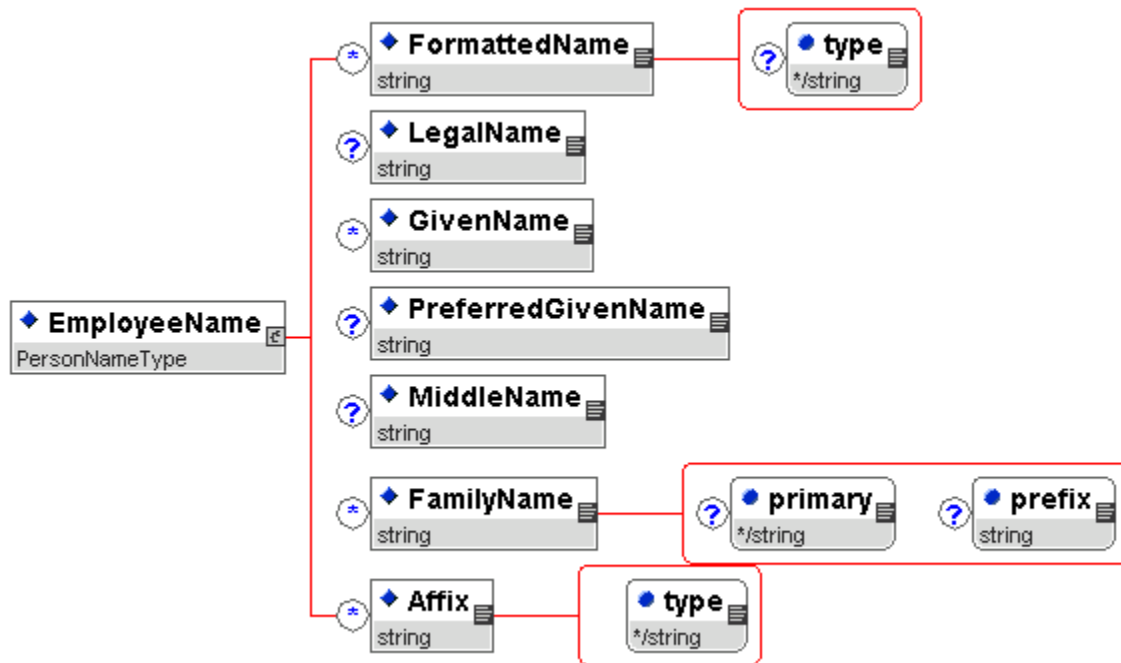 * FormattedName
string
? type
*/string
? LegalName
string
* GivenName
string
EmployeeName
PersonNameType
? PreferredGivenName
string
? MiddleName
string
* FamilyName
string
? primary
*/string
? prefix
string
* Affix
string
type
*/string